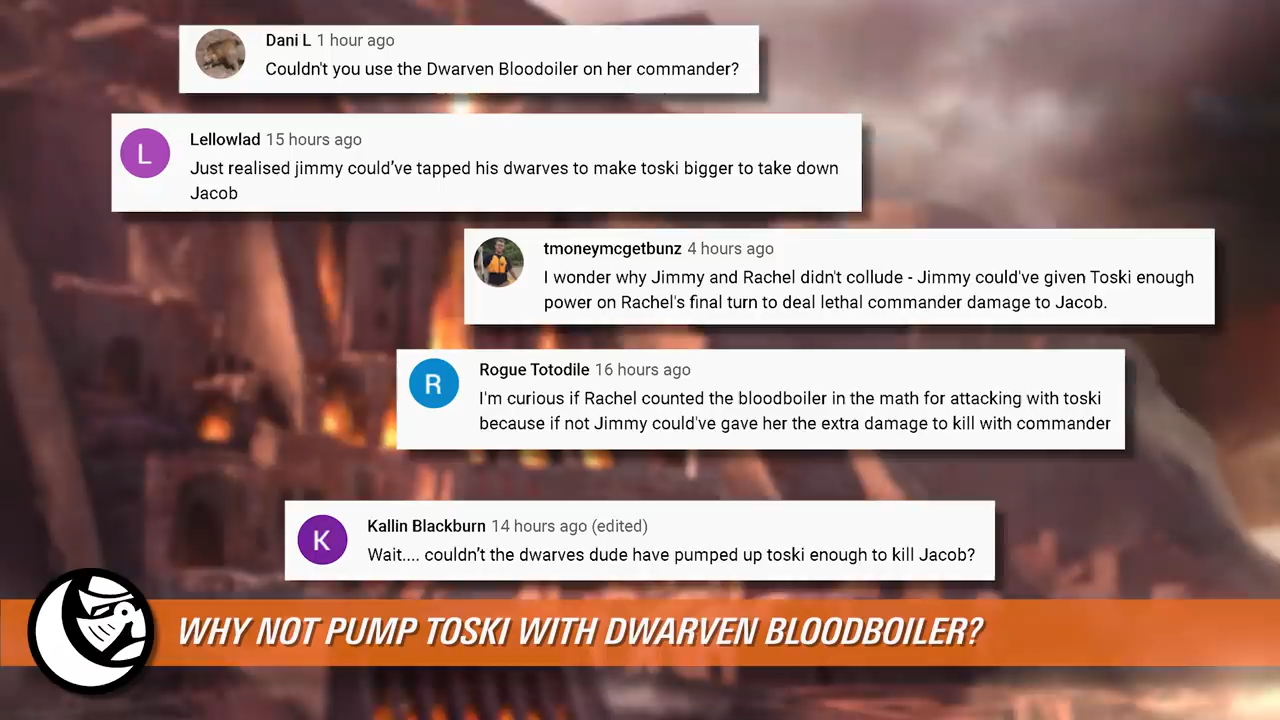 Dani L 1 hour ago
Couldn't you use the Dwarven Bloodoiler on her commander?
L
Lellowlad 15 hours ago
Just realised jimmy could've tapped his dwarves to make toski bigger to take down
Jacob
tmoneymcgetbunz 4 hours ago
I wonder why Jimmy and Rachel didn't collude - Jimmy could've given Toski enough
power on Rachel's final turn to deal lethal commander damage to Jacob.
R
Rogue Totodile 16 hours ago
I'm curious if Rachel counted the bloodboiler in the math for attacking with toski
because if not Jimmy could've gave her the extra damage to kill with commander
K
Kallin Blackburn 14 hours ago (edited)
Wait.... couldn't the dwarves dude have pumped up toski enough to kill Jacob?
WHY NOT PUMP TOSKI WITH DWARVEN BLOODBOILER?